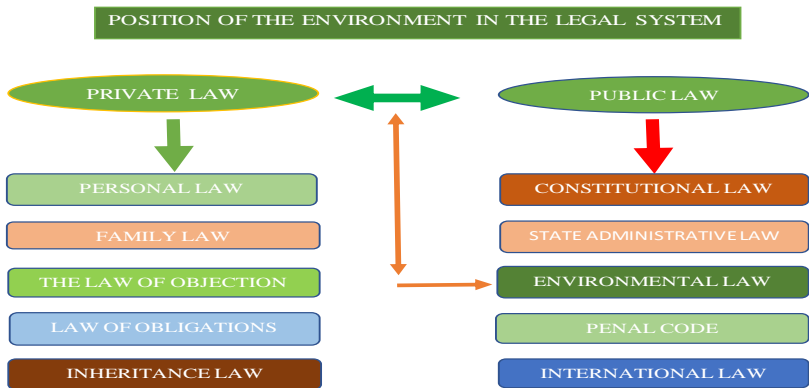 POSITION OF THE ENVIRONMENT IN THE LEGAL SYSTEM
PRIVATE LAW
PUBLIC LAW
PERSONAL LAW
FAMILY LAW
THE LAW OF OBJECTION
LAW OF OBLIGATIONS
INHERITANCE LAW
CONSTITUTIONAL LAW
STATE ADMINISTRATIVE LAW
ENVIRONMENTAL LAW
PENAL CODE
INTERNATIONAL LAW